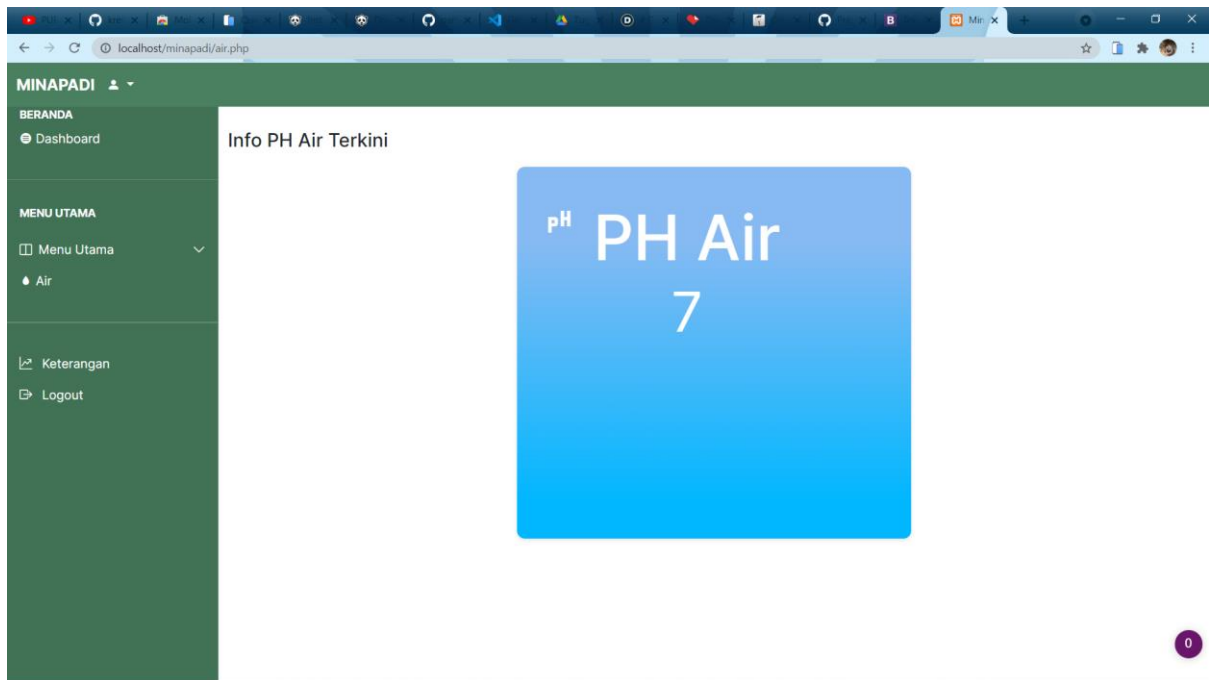 Min
localhost/minapadi/air.php
MINAPADI
BERANDA
Dashboard
Info PH Air Terkini
MENU UTAMA
Menu Utama
Air
Keterangan
Logout
pH PH Air
7
0